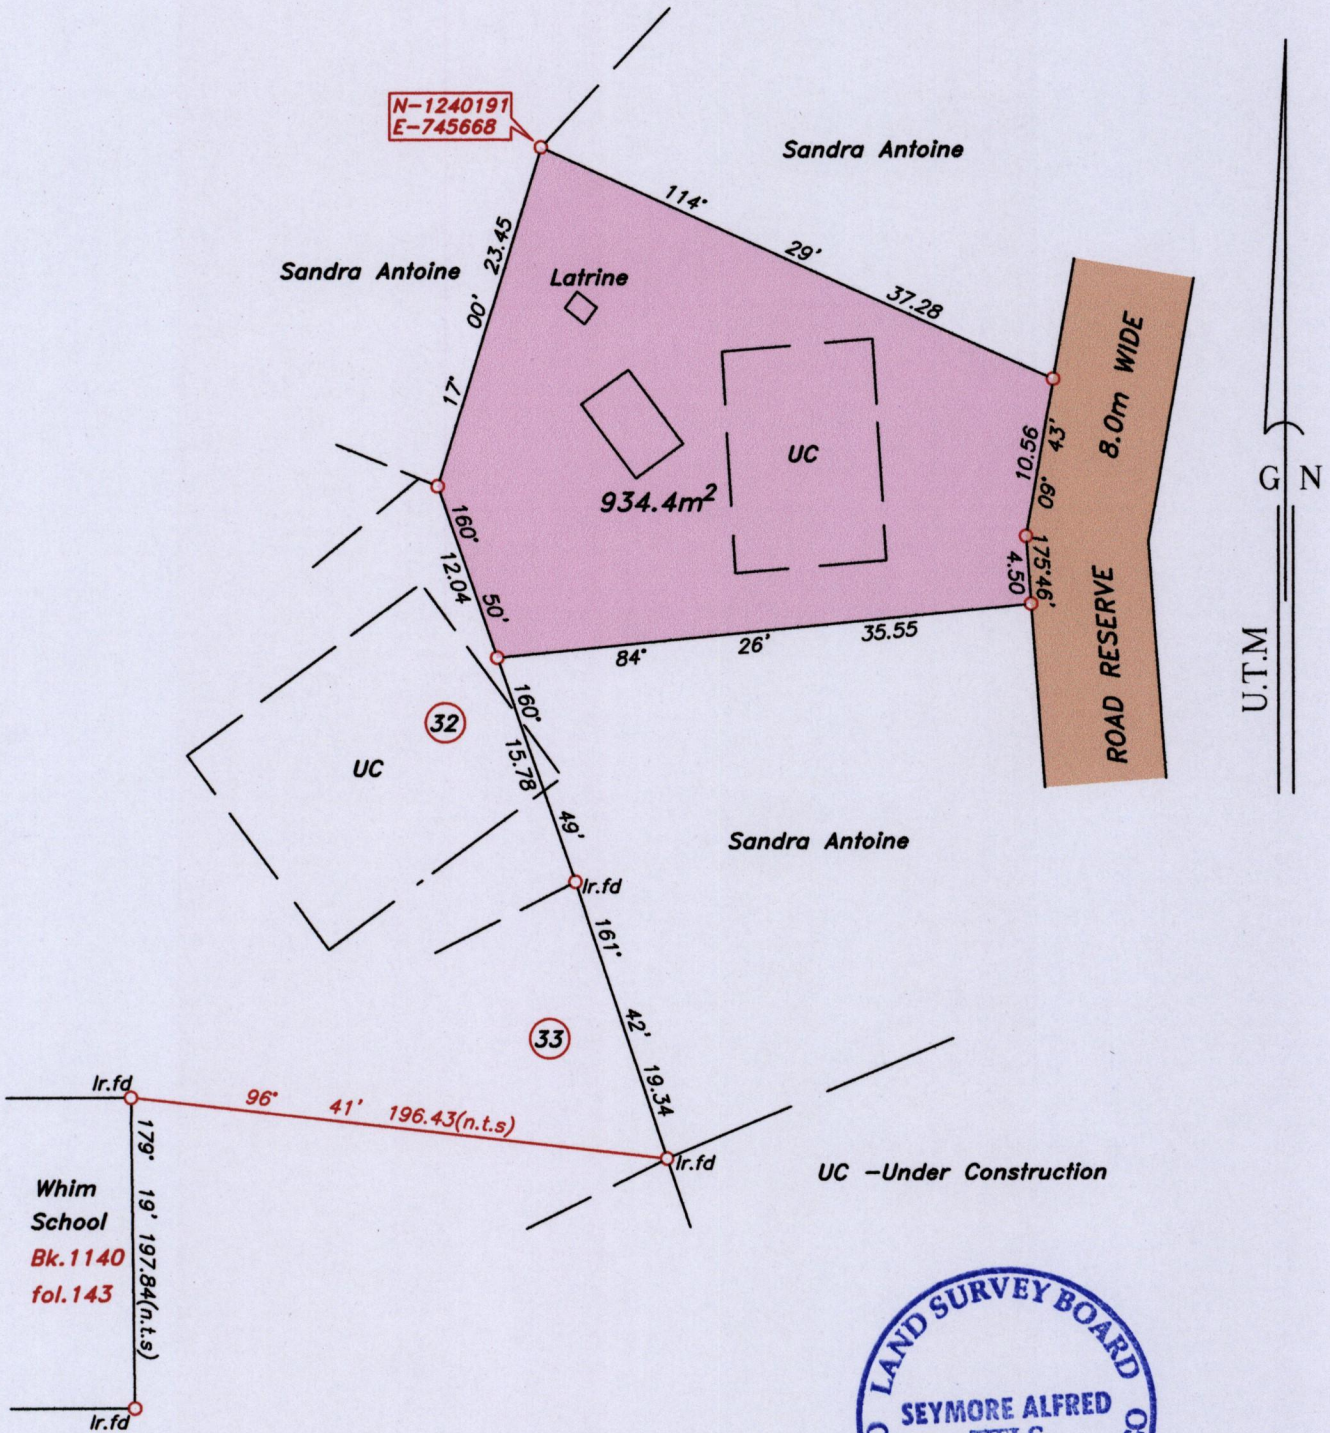 N-1240191
E-745668
Sandra Antoine
114° 29' 37.28
Sandra Antoine
17° 00' 23.45
Latrine
8.0m WIDE
ROAD RESERVE
G N
U.T.M
UC
934.4m²
10.56
09° 43'
4.50
175°46'
160° 50'
12.04
84° 26' 35.55
32
UC
160° 49'
15.78
Sandra Antoine
Ir.fd
161° 42' 19.34
33
Ir.fd
96° 41' 196.43(n.t.s)
Ir.fd
UC -Under Construction
Whim
School
Bk.1140
fol.143
179° 19' 197.84(n.t.s)
Ir.fd
LAND SURVEY BOARD
SEYMORE ALFRED